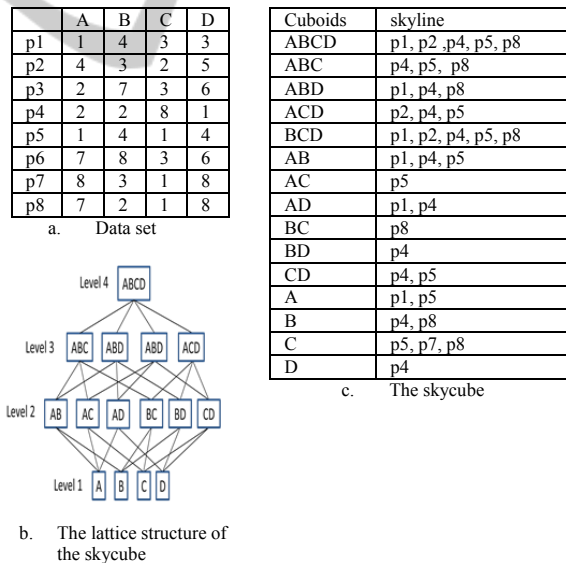 A B C D
p1 1 4 3 3
p2 4 3 2 5
p3 2 7 3 6
p4 2 2 8 1
p5 1 4 1 4
p6 7 8 3 6
p7 8 3 1 8
p8 7 2 1 8
a. Data set
Level 4 ABCD
Level 3 ABC ABD ABD ACD
Level 2 AB AC AD BC BD CD
Level 1 A B C D
b. The lattice structure of
the skycube
Cuboids skyline
ABCD p1, p2 ,p4, p5, p8
ABC p4, p5, p8
ABD p1, p4, p8
ACD p2, p4, p5
BCD p1, p2, p4, p5, p8
AB p1, p4, p5
AC p5
AD p1, p4
BC p8
BD p4
CD p4, p5
A p1, p5
B p4, p8
C p5, p7, p8
D p4
c. The skycube